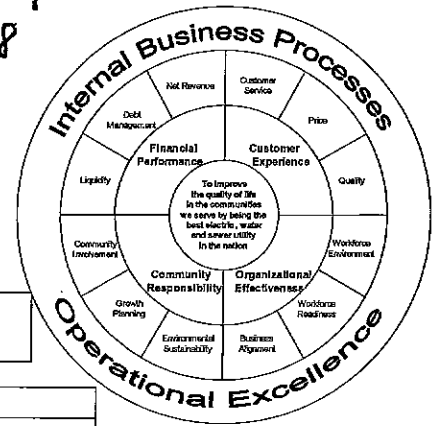 Internal Business Processes
Net Revenue
Customer
Service
Debt
Management
Price
Financial
Performance
Customer
Experience
Liquidity
Quality
To Improve
the quality of life
in the communities
we serve by being the
best electric, water
and sewer utility
in the nation
Community
Involvement
Workforce
Environment
Community
Responsibility
Organizational
Effectiveness
Growth
Planning
Workforce
Readiness
Environmental
Sustainability
Business
Alignment
Operational Excellence